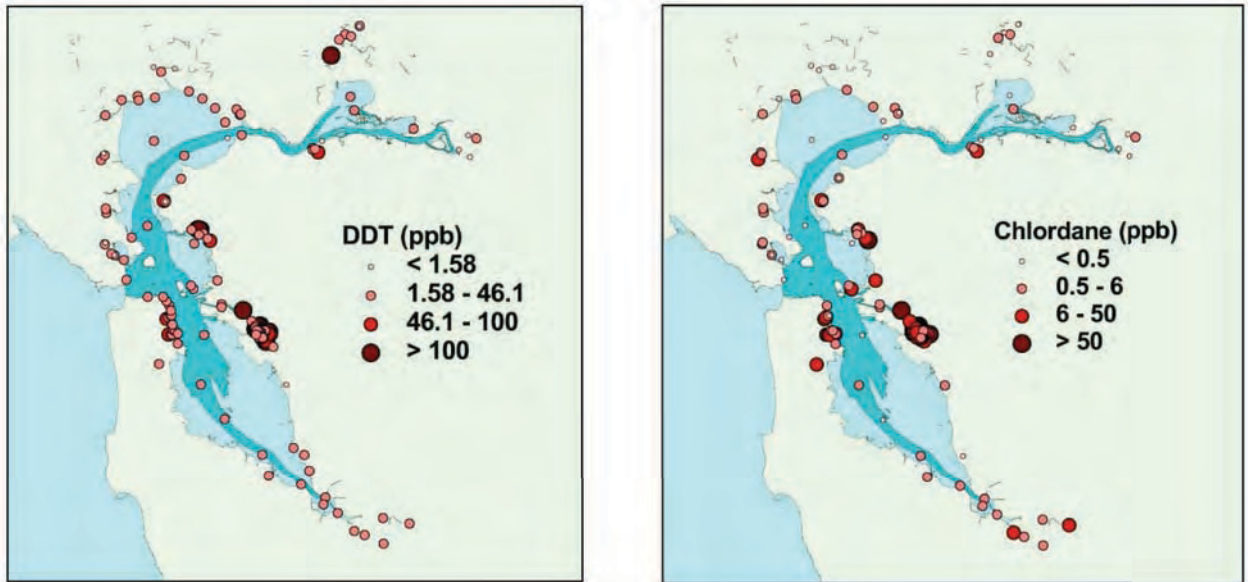 DDT (ppb)
< 1.58
1.58 - 46.1
46.1 - 100
> 100
Chlordane (ppb)
< 0.5
0.5 - 6
6 - 50
> 50